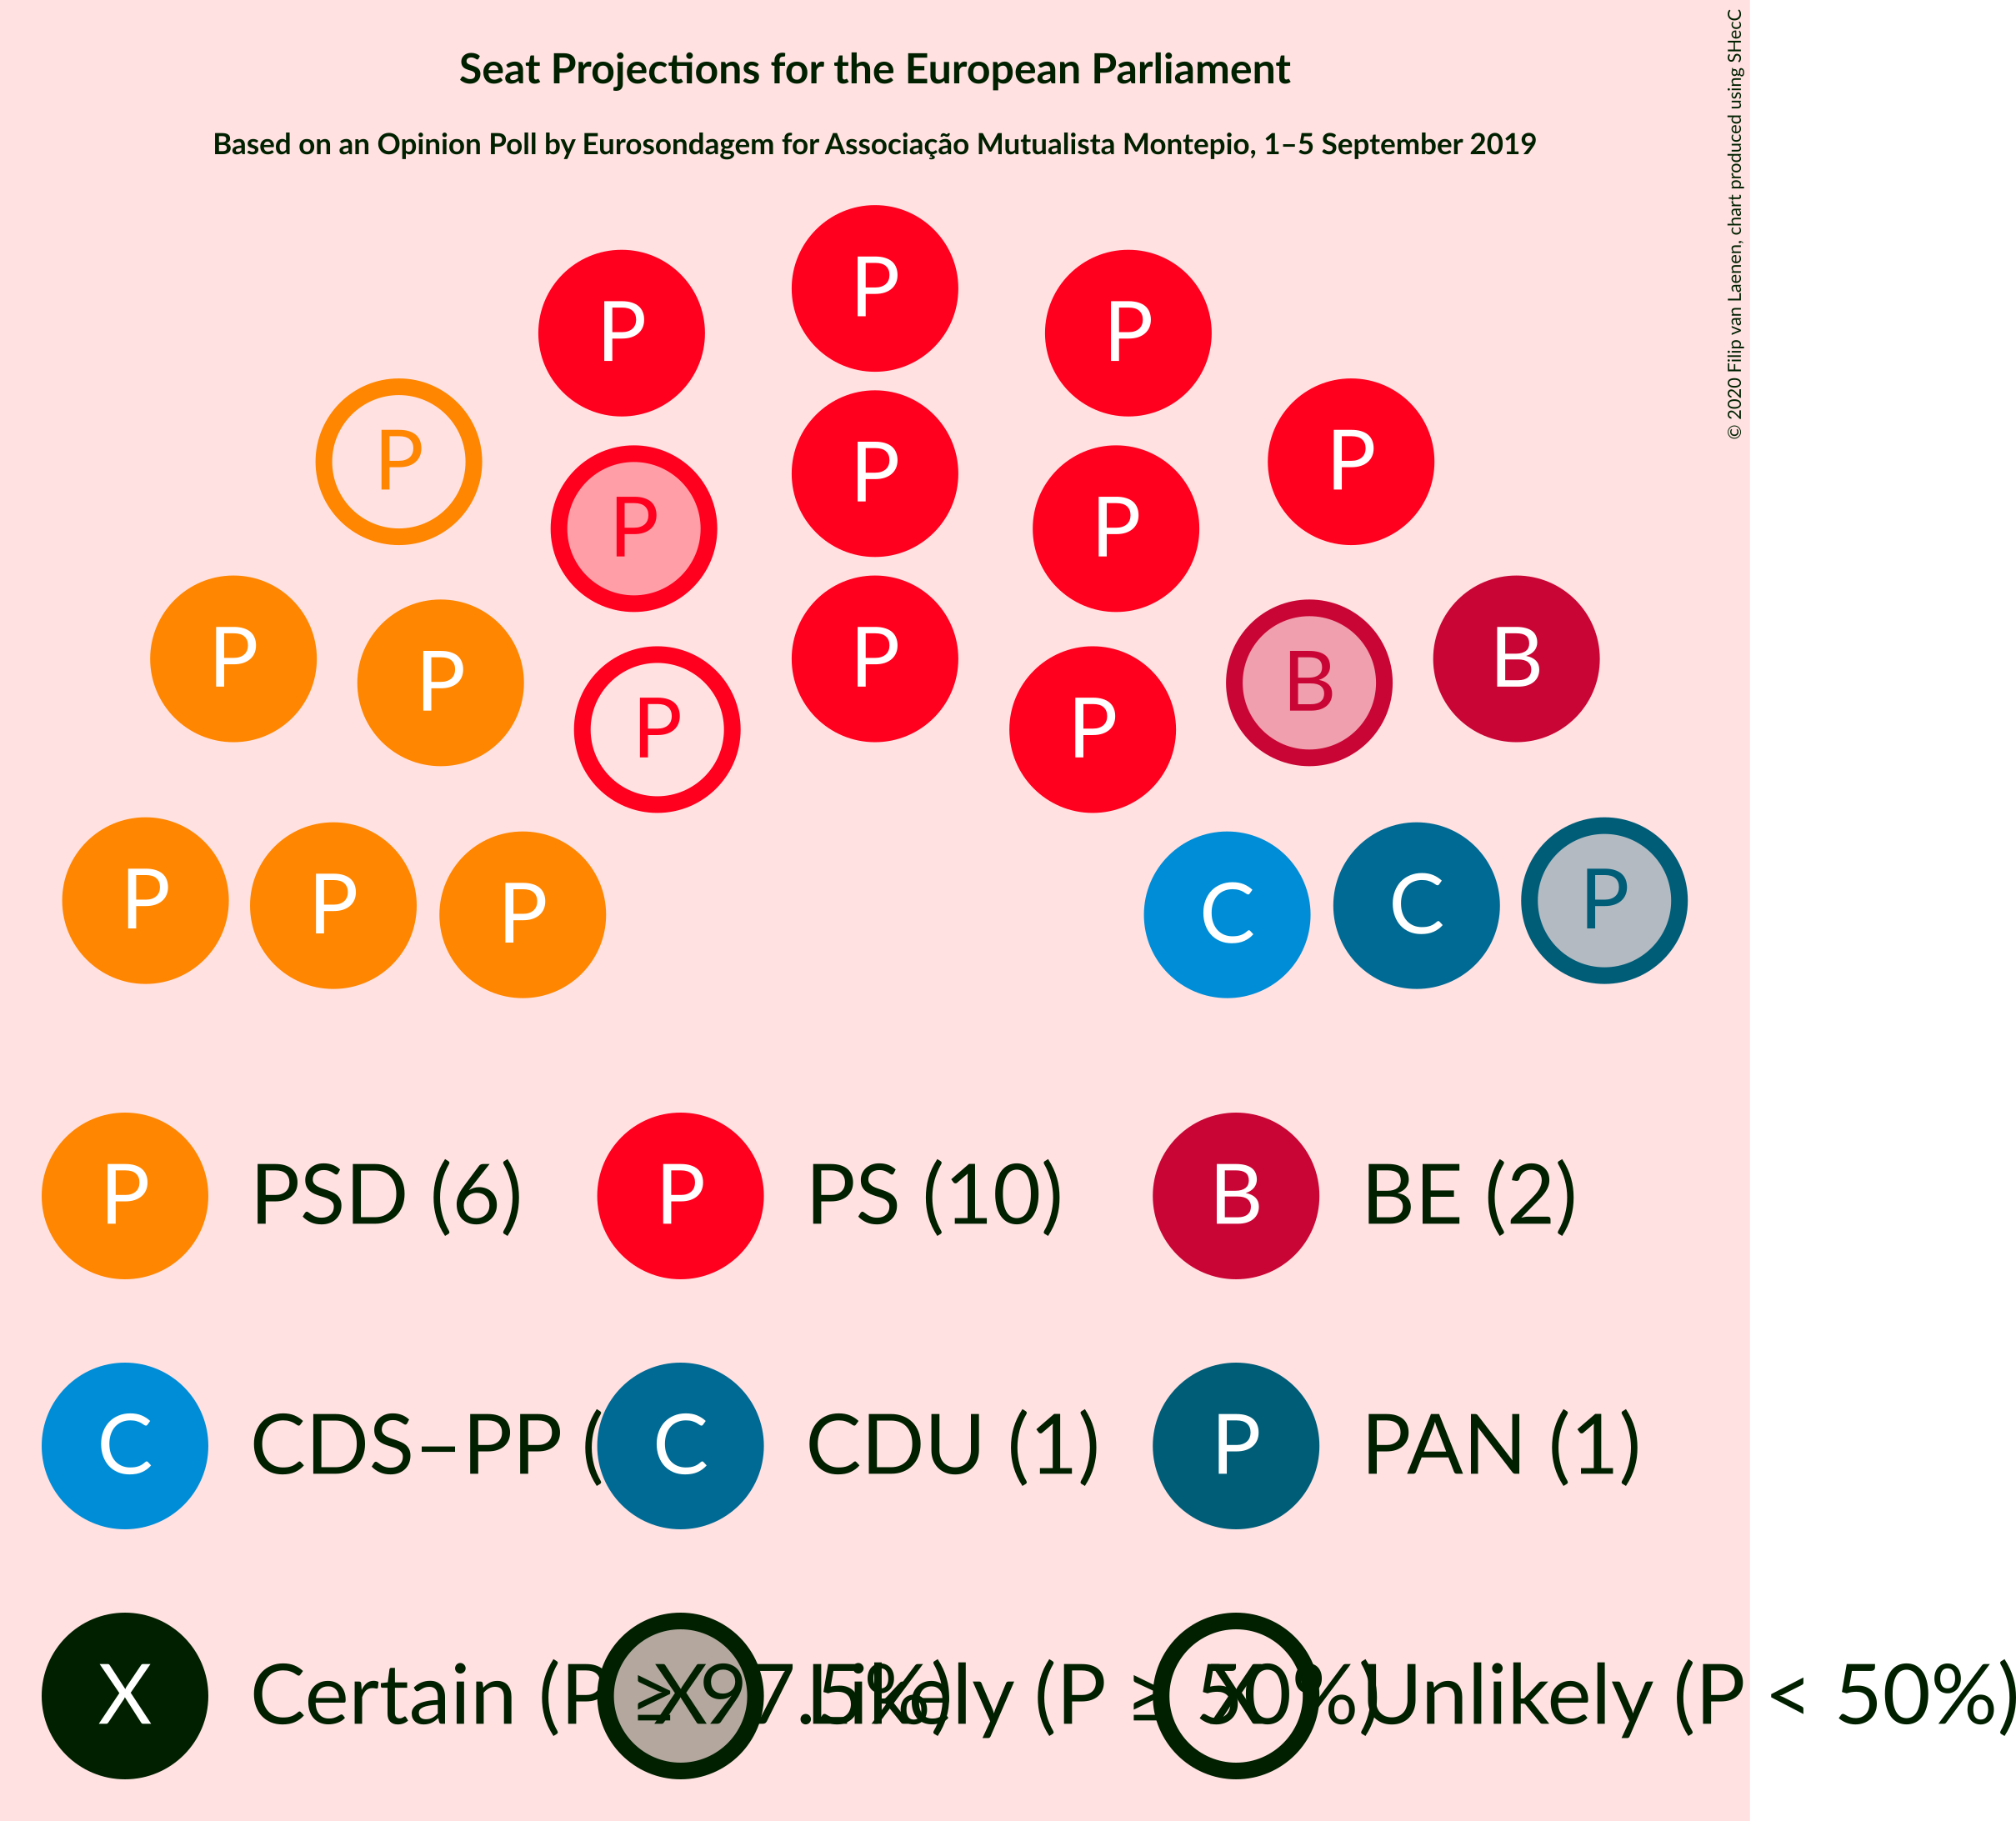 Seat Projections for the European Parliament
Based on an Opinion Poll by Eurosondagem for Associação Mutualista Montepio, 1–5 September 2019
© 2020 Filip van Laenen, chart produced using SHecC
P
P P
P P
P
P P
P P
B B
P P
P P P
P P P
C C P
P PSD (6) P PS (10) B BE (2)
C CDS–PP ( C CDU (1) P PAN (1)
X Certain (P ≥ 97.5%) X Likely (P ≥ 50%) X Unlikely (P < 50%)